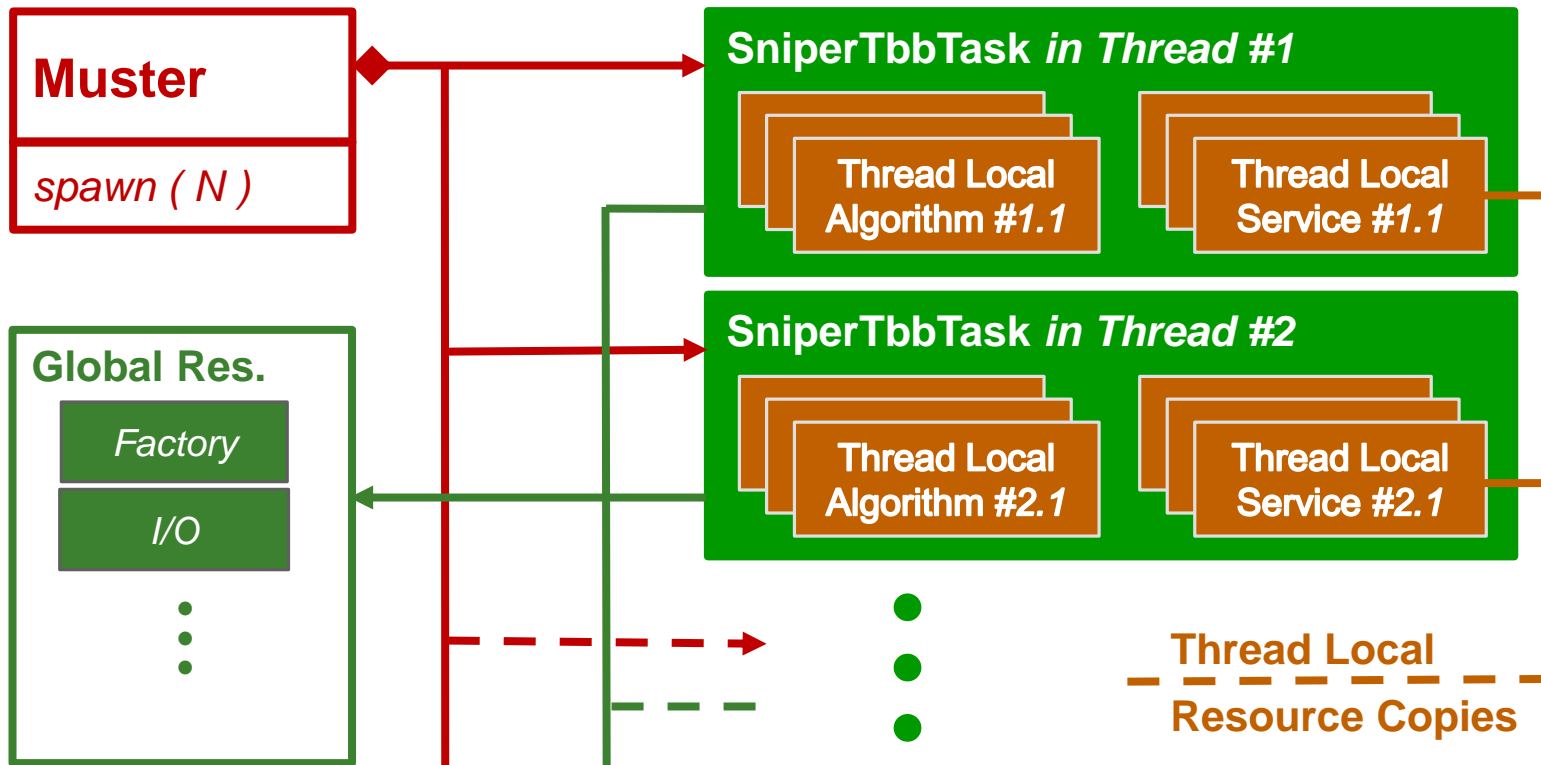 Muster
spawn ( N )
Global Res.
Factory
I/O
SniperTbbTask in Thread #1
Thread Local
Algorithm #1.1
Thread Local
Service #1.1
SniperTbbTask in Thread #2
Thread Local
Algorithm #2.1
Thread Local
Service #2.1
Thread Local
Resource Copies